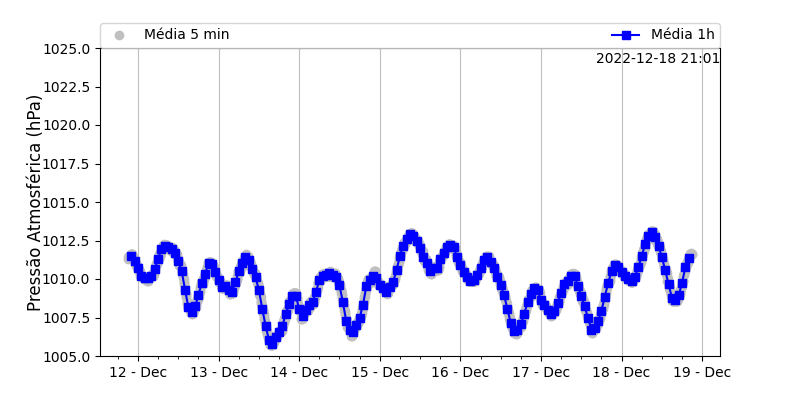 Média 5 min
Média 1h
2022-12-18 21:01
Pressão Atmosférica (hPa)
1025.0
1022.5
1020.0
1017.5
1015.0
1012.5
1010.0
1007.5
1005.0
12 - Dec
13 - Dec
14 - Dec
15 - Dec
16 - Dec
17 - Dec
18 - Dec
19 - Dec